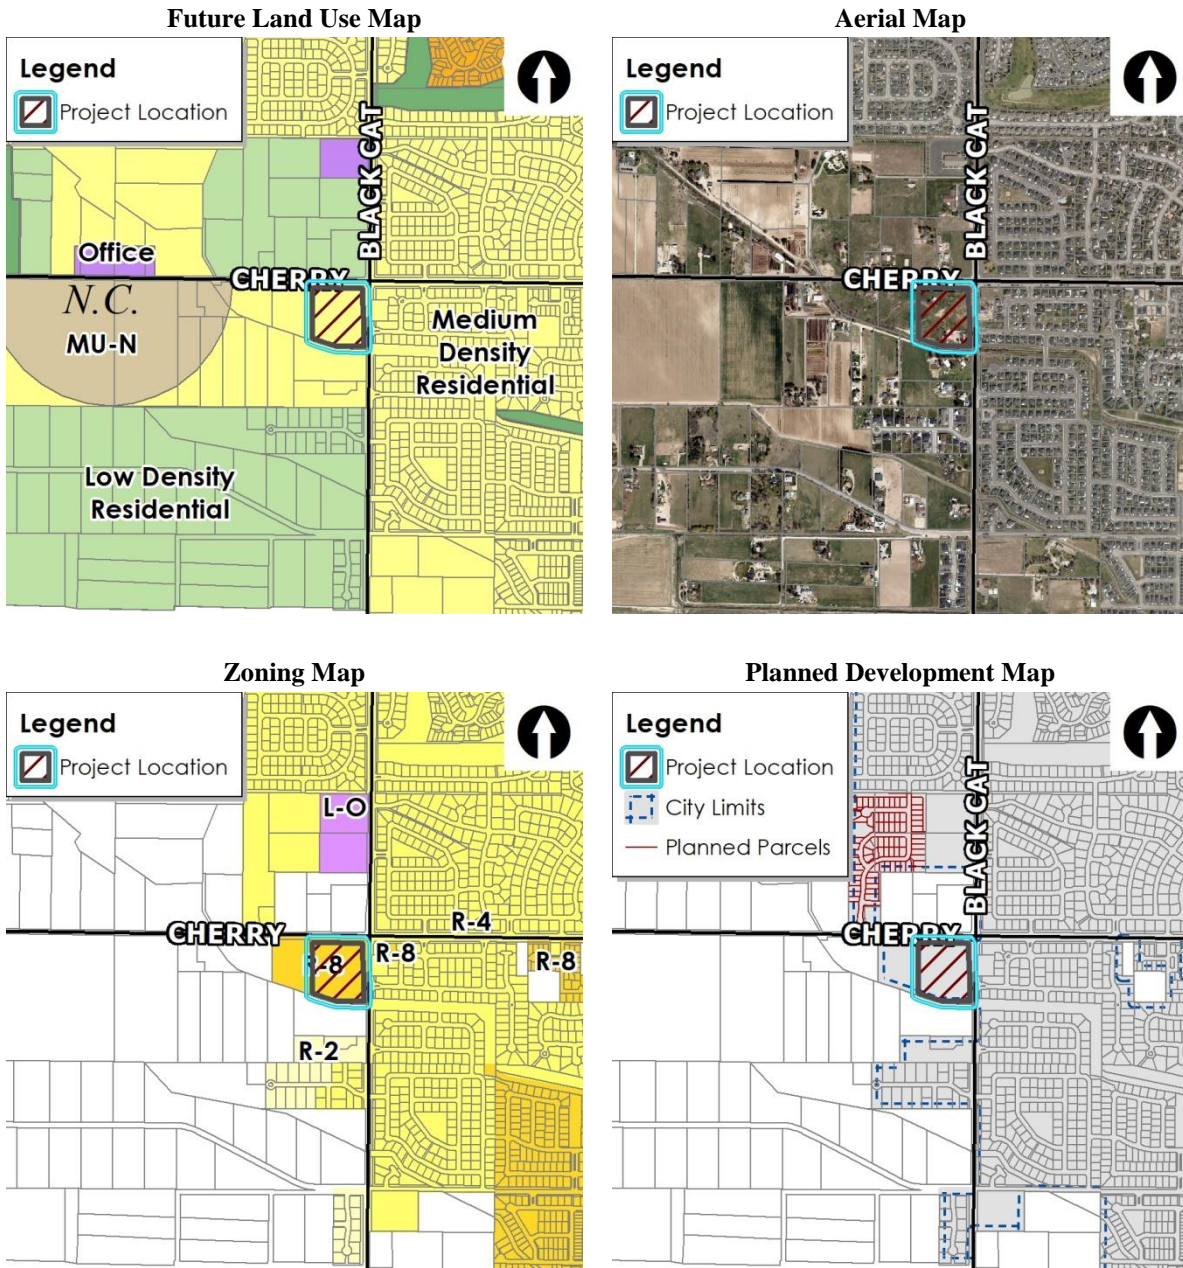 Future Land Use Map
Legend
Project Location
BLACK CAT
Office
CHERRY
N.C.
MU-N
Medium
Density
Residential
Low Density
Residential
Aerial Map
Legend
Project Location
BLACK CAT
CHERRY
Zoning Map
Legend
Project Location
L-O
CHERRY
R-4
R-8
R-8
R-8
R-2
Planned Development Map
Legend
Project Location
City Limits
Planned Parcels
BLACK CAT
CHERRY